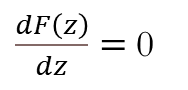 dF(z)/dz = 0